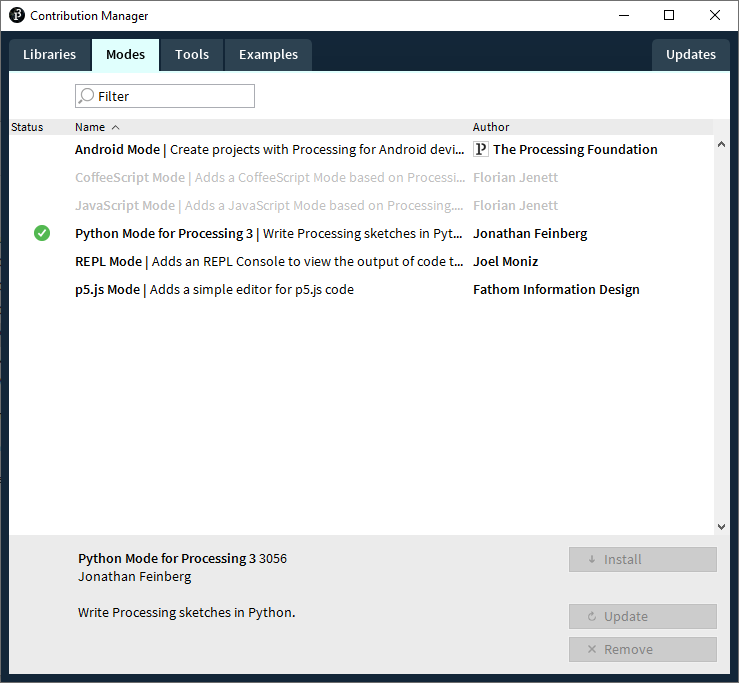 Contribution Manager
Libraries Modes Tools Examples Updates
Filter
Status Name Author
Android Mode | Create projects with Processing for Android devi... The Processing Foundation
CoffeeScript Mode | Adds a CoffeeScript Mode based on Processi... Florian Jenett
JavaScript Mode | Adds a JavaScript Mode based on Processing.... Florian Jenett
Python Mode for Processing 3 | Write Processing sketches in Pyt... Jonathan Feinberg
REPL Mode | Adds an REPL Console to view the output of code t... Joel Moniz
p5.js Mode | Adds a simple editor for p5.js code Fathom Information Design
Python Mode for Processing 3 3056
Jonathan Feinberg
Write Processing sketches in Python.
Install
Update
Remove